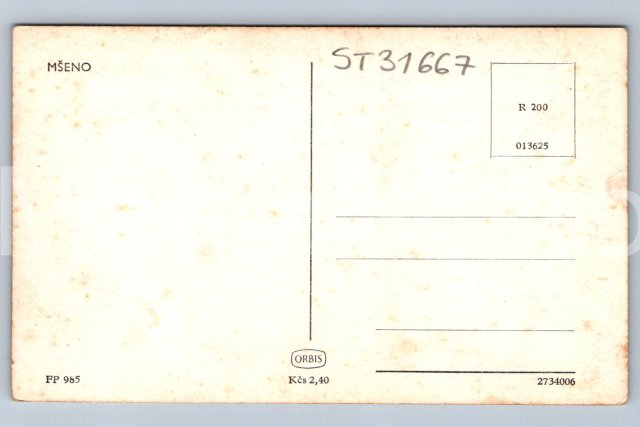 MŠENO
ST31667
R 200
013625
ORBIS
FP 985
Kčs 2,40
2734006